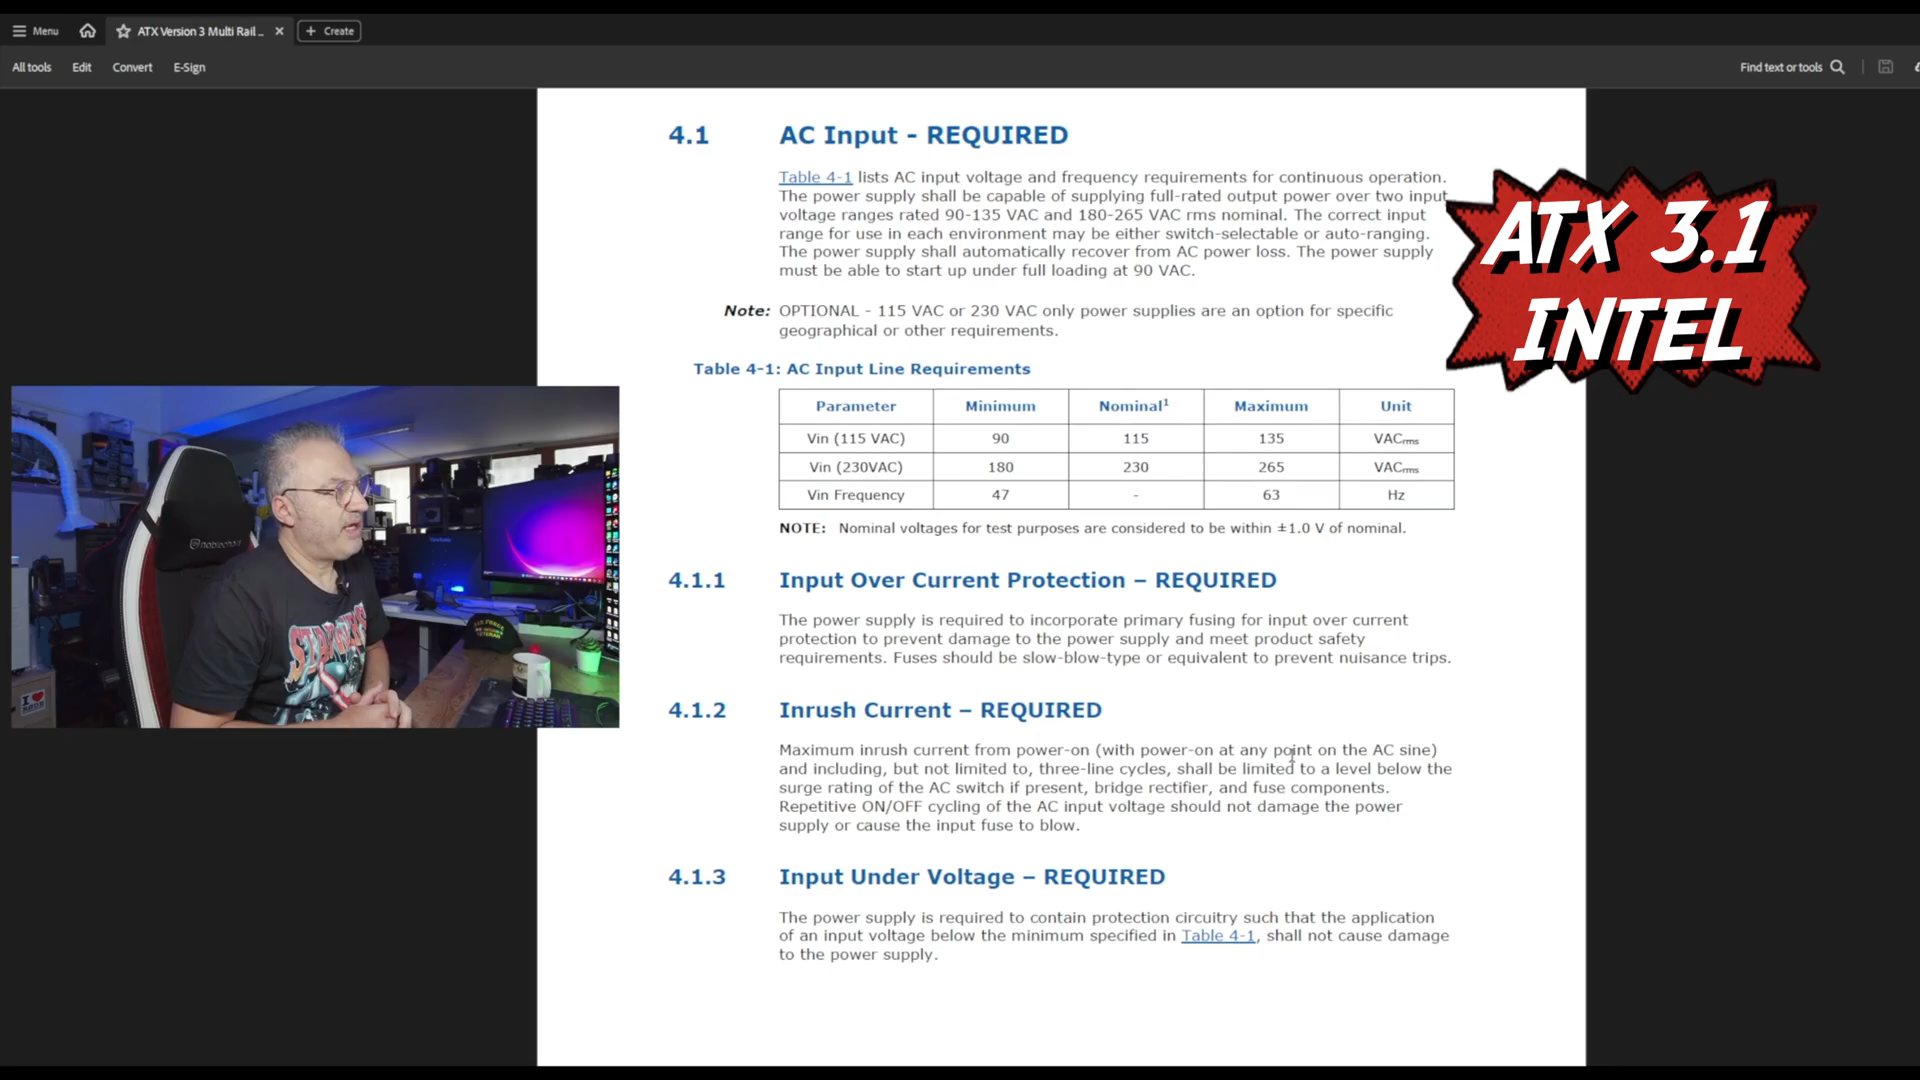 Menu
ATX Version 3 Multi Rail ...
Create
All tools
Edit
Convert
E-Sign
Find text or tools
4.1 AC Input - REQUIRED
Table 4-1 lists AC input voltage and frequency requirements for continuous operation.
The power supply shall be capable of supplying full-rated output power over two input
voltage ranges rated 90-135 VAC and 180-265 VAC rms nominal. The correct input
range for use in each environment may be either switch-selectable or auto-ranging.
The power supply shall automatically recover from AC power loss. The power supply
must be able to start up under full loading at 90 VAC.
ATX 3.1
INTEL
Note: OPTIONAL - 115 VAC or 230 VAC only power supplies are an option for specific
geographical or other requirements.
Table 4-1: AC Input Line Requirements
Parameter Minimum Nominal¹ Maximum Unit
Vin (115 VAC) 90 115 135 VACrms
Vin (230VAC) 180 230 265 VACrms
Vin Frequency 47 - 63 Hz
NOTE: Nominal voltages for test purposes are considered to be within ±1.0 V of nominal.
4.1.1 Input Over Current Protection – REQUIRED
The power supply is required to incorporate primary fusing for input over current
protection to prevent damage to the power supply and meet product safety
requirements. Fuses should be slow-blow-type or equivalent to prevent nuisance trips.
4.1.2 Inrush Current – REQUIRED
Maximum inrush current from power-on (with power-on at any point on the AC sine)
and including, but not limited to, three-line cycles, shall be limited to a level below the
surge rating of the AC switch if present, bridge rectifier, and fuse components.
Repetitive ON/OFF cycling of the AC input voltage should not damage the power
supply or cause the input fuse to blow.
4.1.3 Input Under Voltage – REQUIRED
The power supply is required to contain protection circuitry such that the application
of an input voltage below the minimum specified in Table 4-1, shall not cause damage
to the power supply.